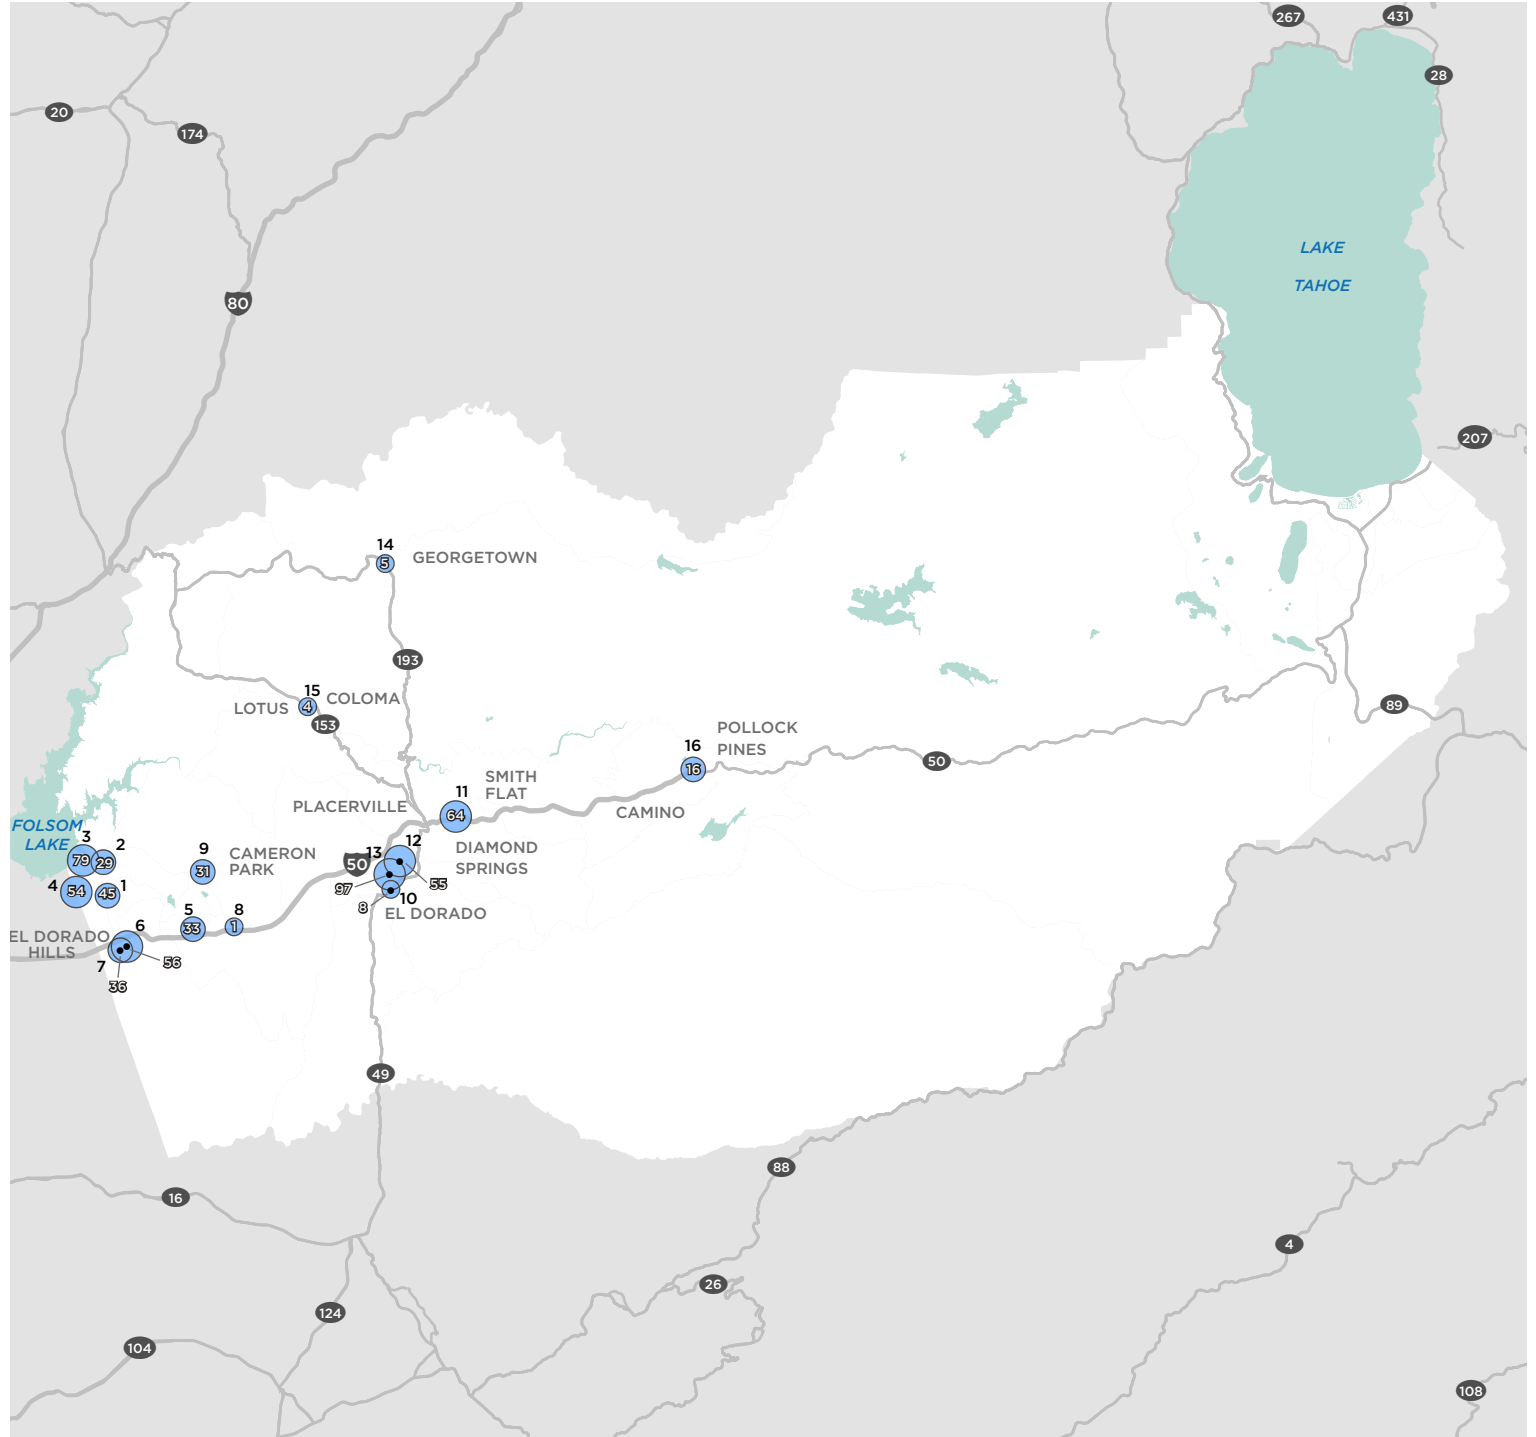 267
431
28
20
174
LAKE
TAHOE
80
207
14
5
GEORGETOWN
193
15
4
COLOMA
LOTUS
153
89
POLLOCK
PINES
16
16
50
SMITH
FLAT
11
64
PLACERVILLE
CAMINO
FOLSOM
LAKE
3
79
2
29
9
31
CAMERON
PARK
13
12
50
DIAMOND
SPRINGS
97
55
4
54
1
45
8
10
EL DORADO
5
33
8
1
6
EL DORADO
HILLS
7
56
36
49
88
16
4
26
124
104
108